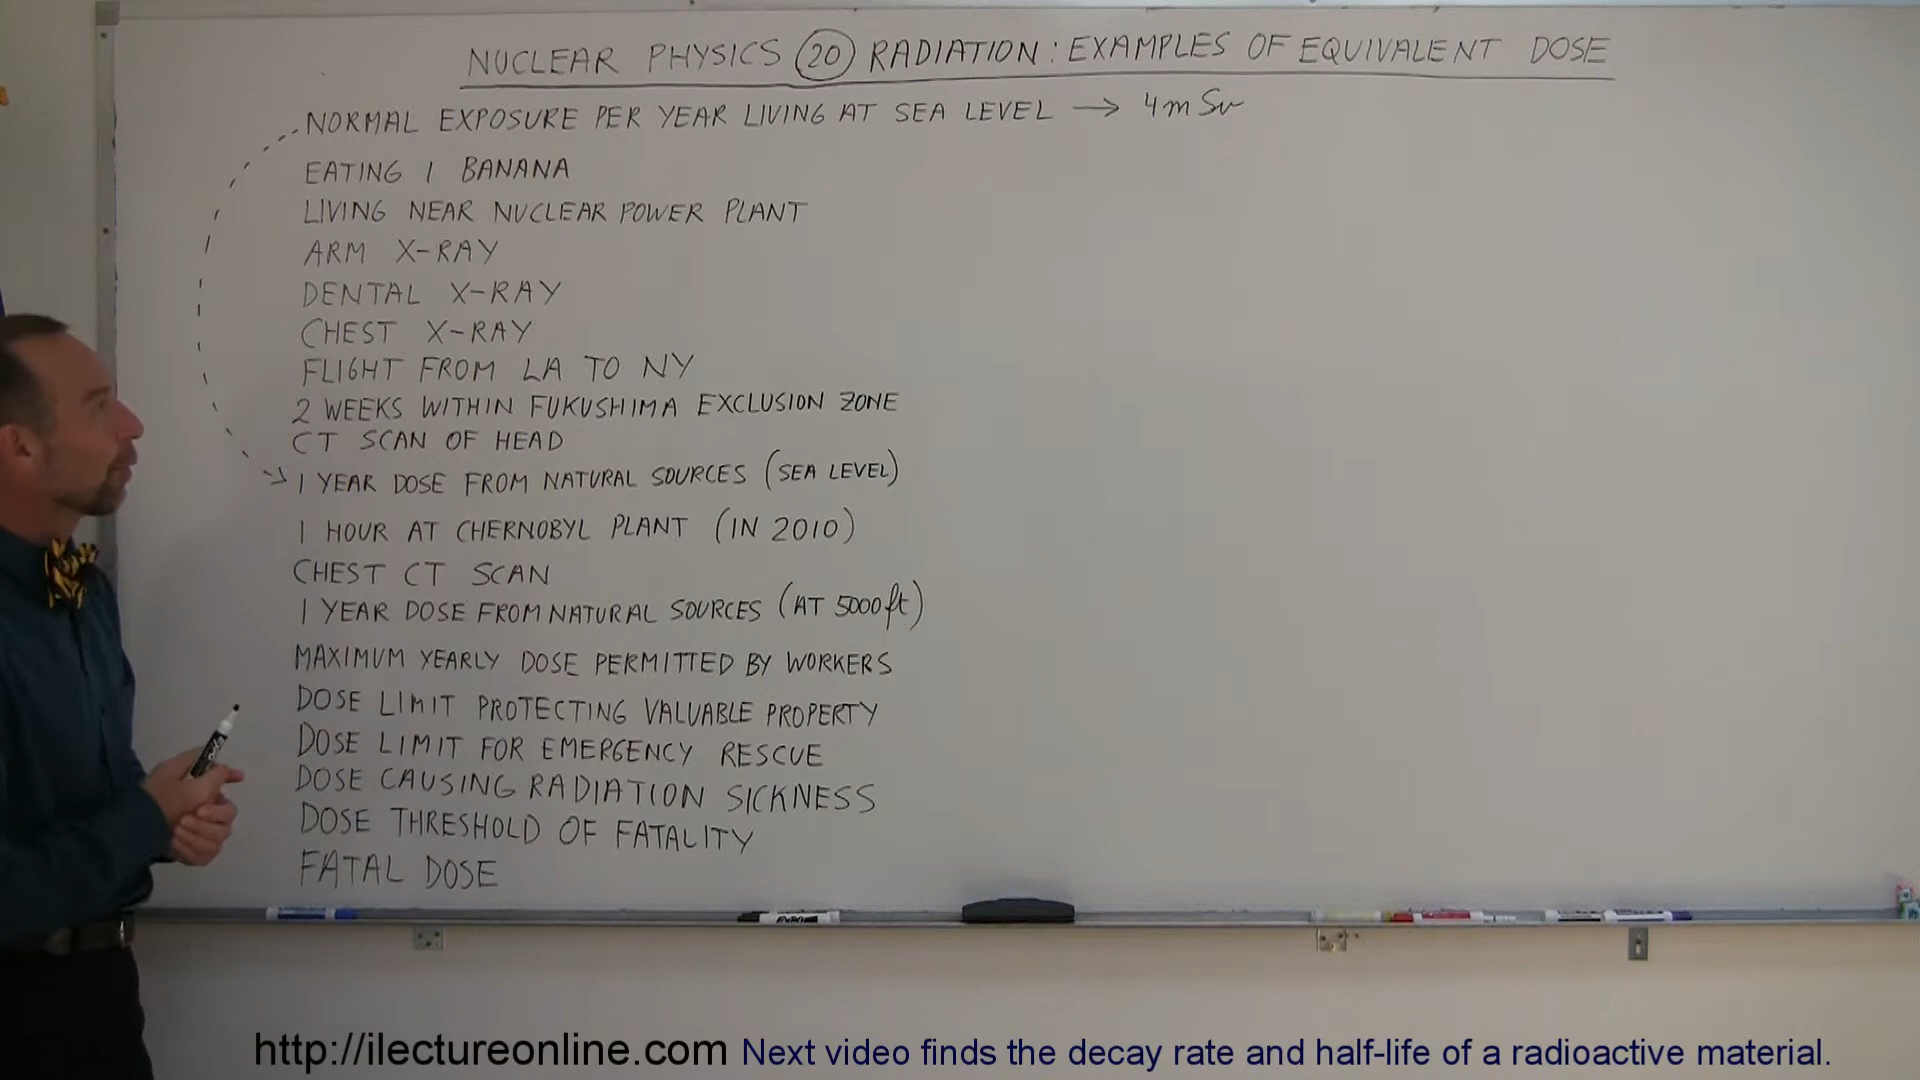 NUCLEAR PHYSICS 20 RADIATION: EXAMPLES OF EQUIVALENT DOSE
NORMAL EXPOSURE PER YEAR LIVING AT SEA LEVEL → 4 m Sv
EATING 1 BANANA
LIVING NEAR NUCLEAR POWER PLANT
ARM X-RAY
DENTAL X-RAY
CHEST X-RAY
FLIGHT FROM LA TO NY
2 WEEKS WITHIN FUKUSHIMA EXCLUSION ZONE
CT SCAN OF HEAD
1 YEAR DOSE FROM NATURAL SOURCES (SEA LEVEL)
1 HOUR AT CHERNOBYL PLANT (IN 2010)
CHEST CT SCAN
1 YEAR DOSE FROM NATURAL SOURCES (AT 5000 ft)
MAXIMUM YEARLY DOSE PERMITTED BY WORKERS
DOSE LIMIT PROTECTING VALUABLE PROPERTY
DOSE LIMIT FOR EMERGENCY RESCUE
DOSE CAUSING RADIATION SICKNESS
DOSE THRESHOLD OF FATALITY
FATAL DOSE
EXPO
http://ilectureonline.com Next video finds the decay rate and half-life of a radioactive material.